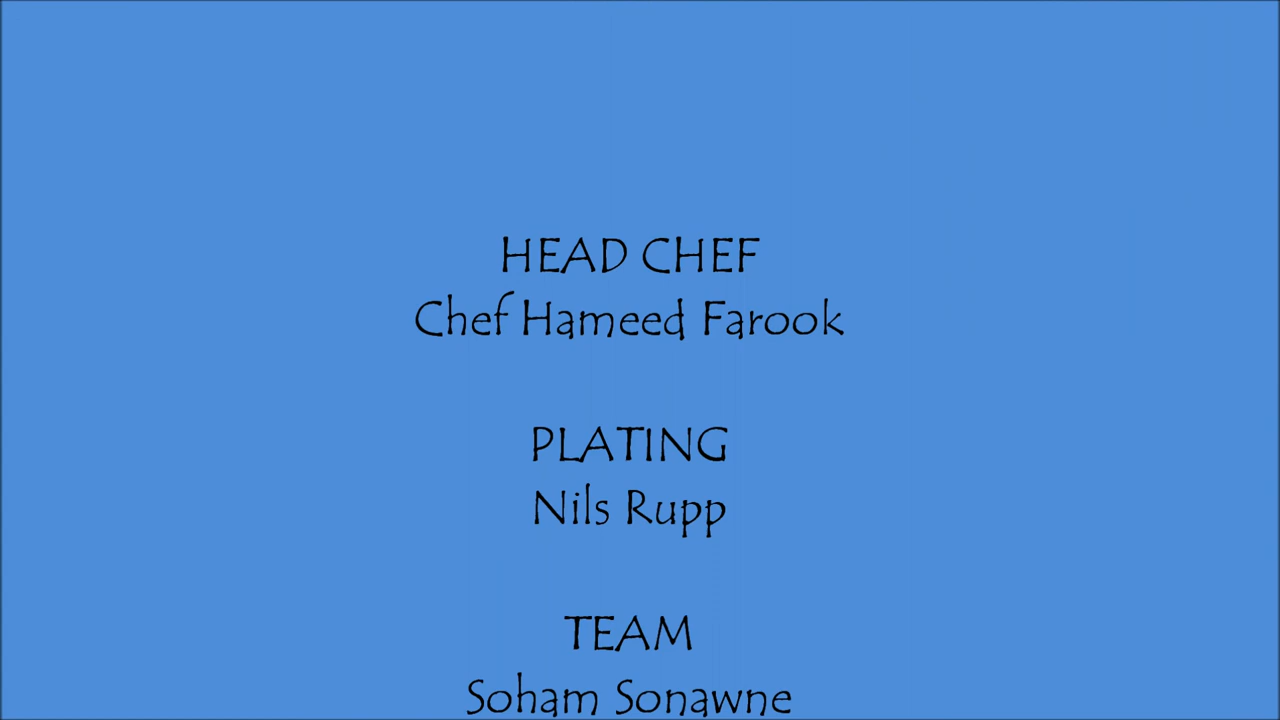 HEAD CHEF
Chef Hameed Farook
PLATING
Nils Rupp
TEAM
Soham Sonawne